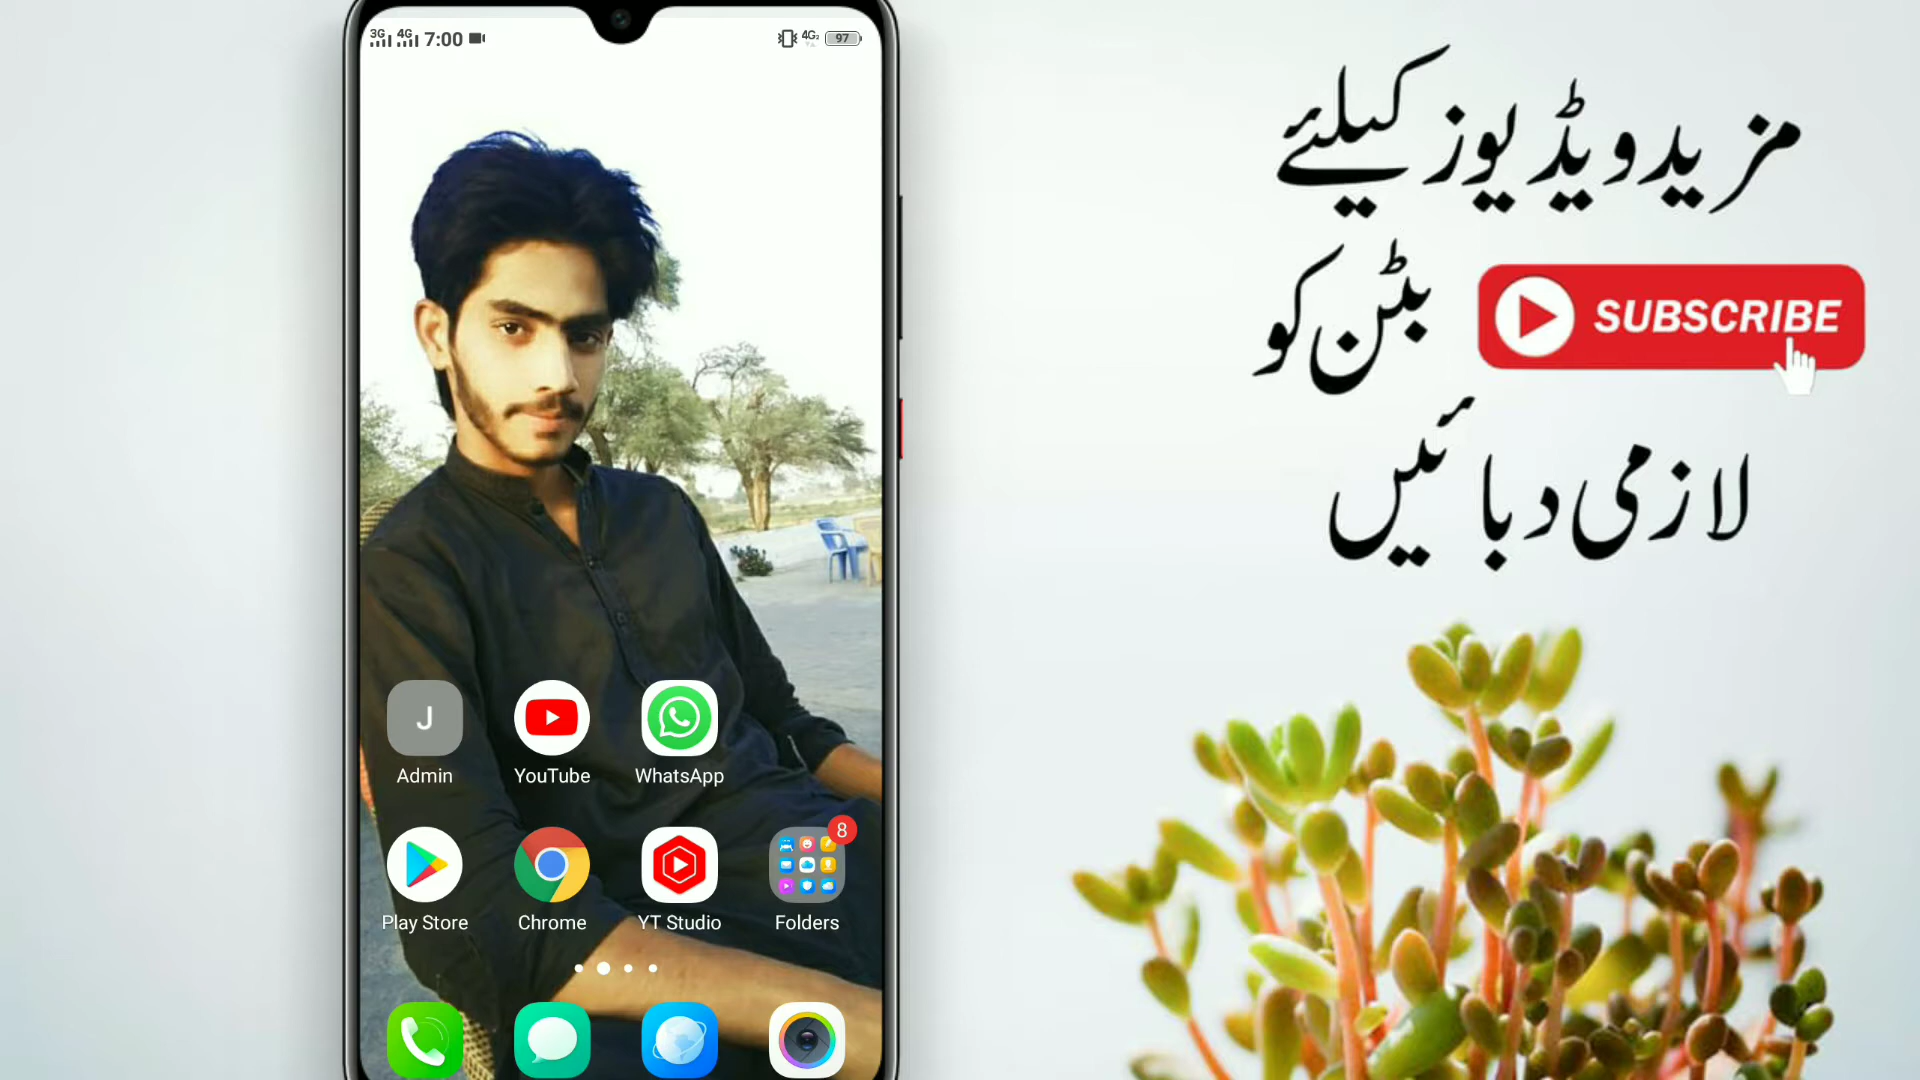 3G 4G 7:00 4G2 97
مزید ویڈیوز کیلئے
SUBSCRIBE بٹن کو
لازمی دبائیں
J
Admin YouTube WhatsApp
8
Play Store Chrome YT Studio Folders